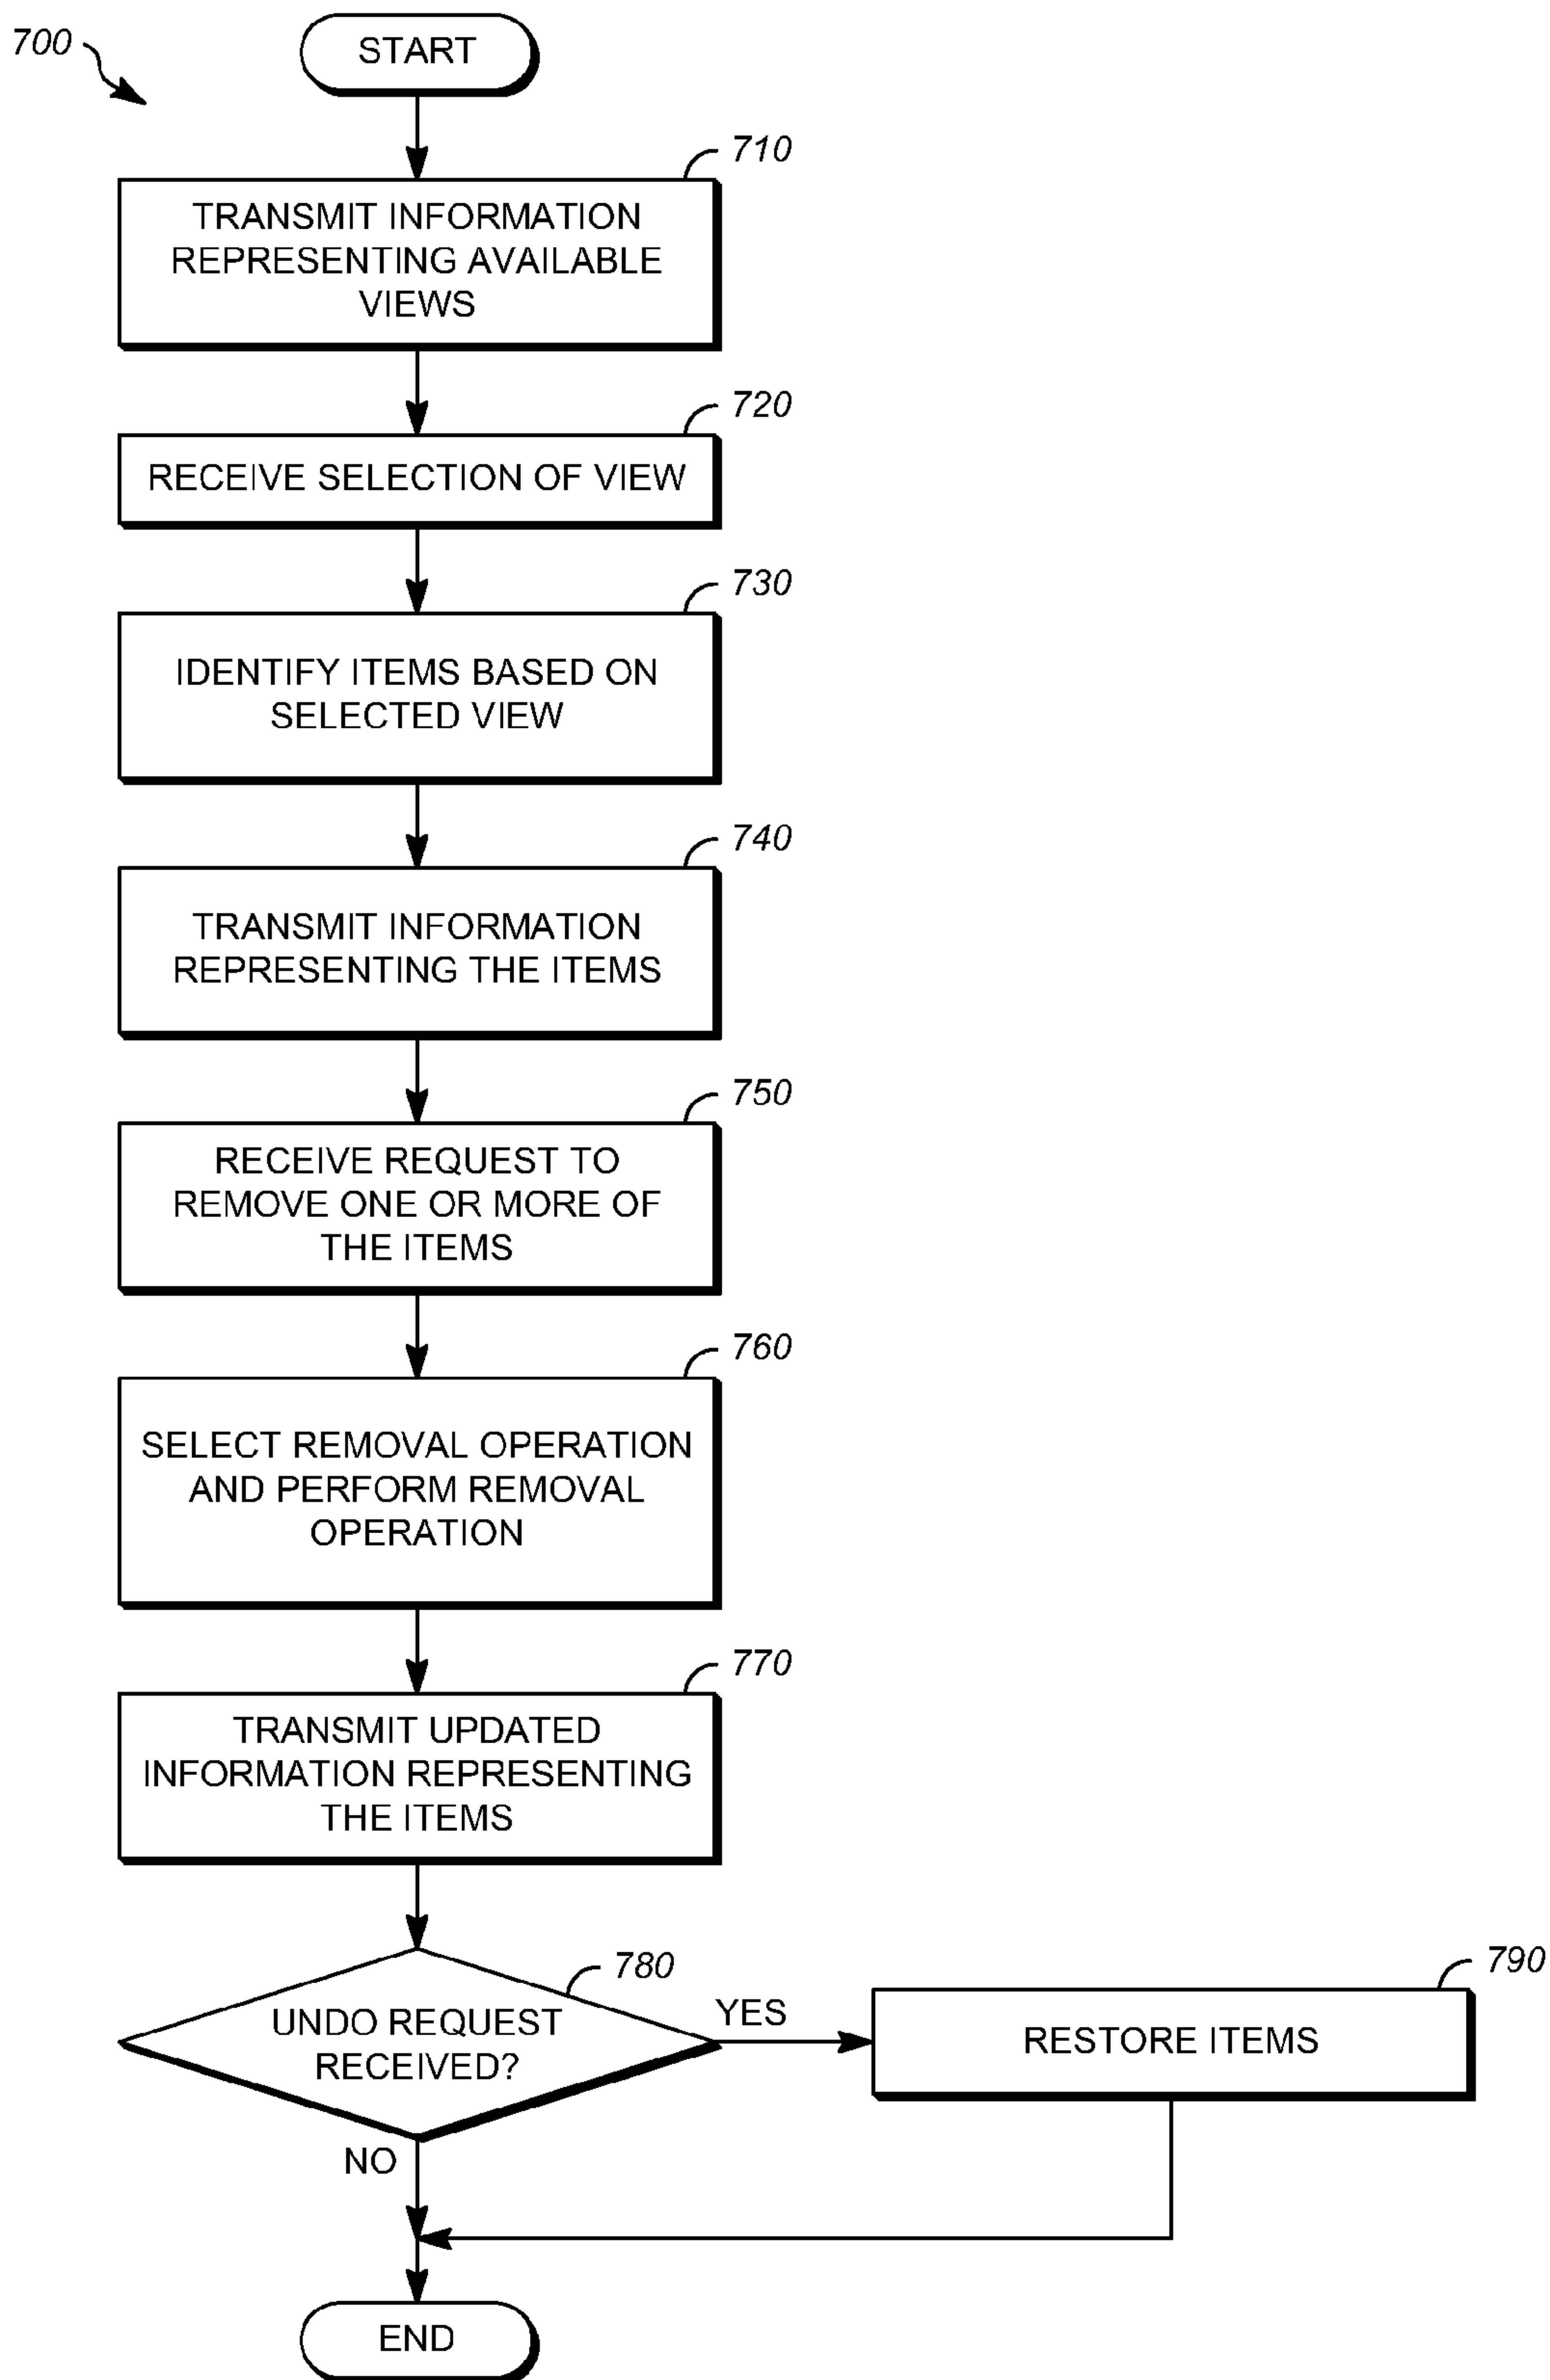 700
START
710
TRANSMIT INFORMATION
REPRESENTING AVAILABLE
VIEWS
720
RECEIVE SELECTION OF VIEW
730
IDENTIFY ITEMS BASED ON
SELECTED VIEW
740
TRANSMIT INFORMATION
REPRESENTING THE ITEMS
750
RECEIVE REQUEST TO
REMOVE ONE OR MORE OF
THE ITEMS
760
SELECT REMOVAL OPERATION
AND PERFORM REMOVAL
OPERATION
770
TRANSMIT UPDATED
INFORMATION REPRESENTING
THE ITEMS
780
UNDO REQUEST
RECEIVED?
YES
790
RESTORE ITEMS
NO
END